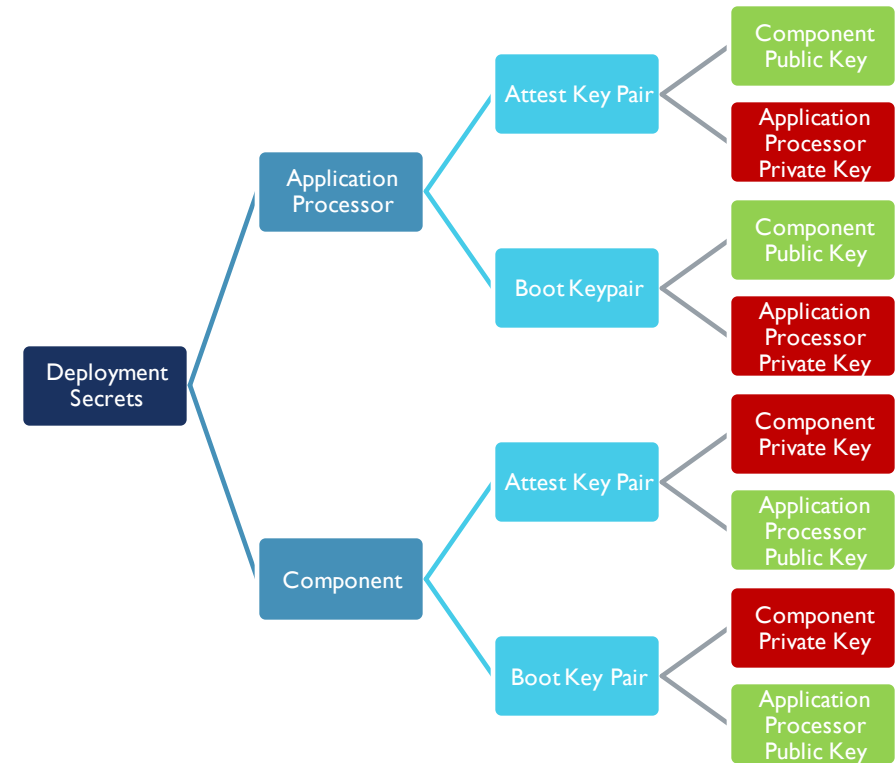 Deployment
Secrets
Application
Processor
Attest Key Pair
Component
Public Key
Application
Processor
Private Key
Boot Keypair
Component
Public Key
Application
Processor
Private Key
Component
Attest Key Pair
Component
Private Key
Application
Processor
Public Key
Boot Key Pair
Component
Private Key
Application
Processor
Public Key